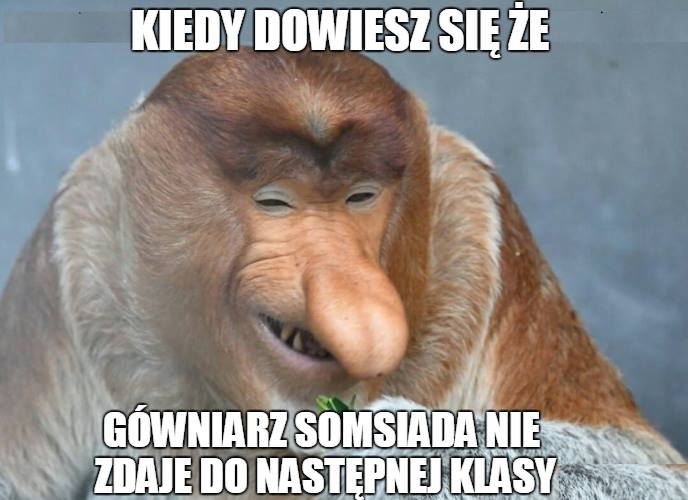 KIEDY DOWIESZ SIĘ ŻE
GÓWNIARZ SOMSIADA NIE
ZDAJE DO NASTĘPNEJ KLASY